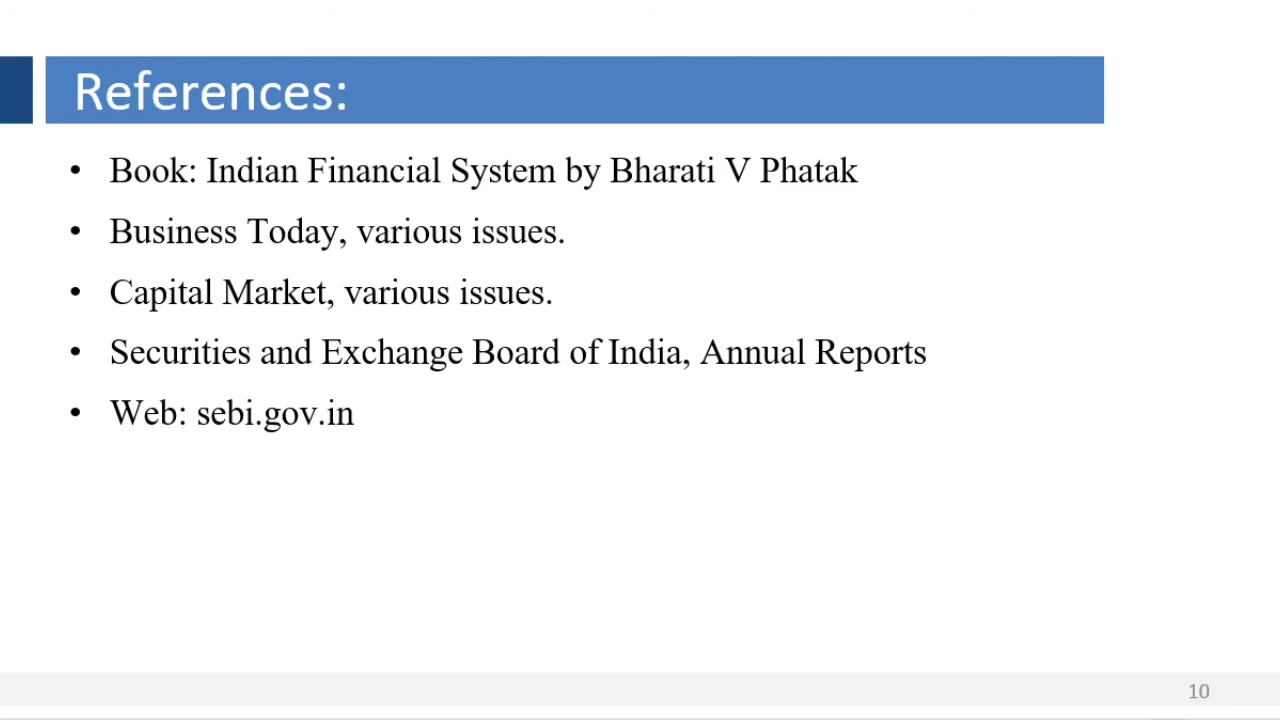 References:
• Book: Indian Financial System by Bharati V Phatak
• Business Today, various issues.
• Capital Market, various issues.
• Securities and Exchange Board of India, Annual Reports
• Web: sebi.gov.in
10